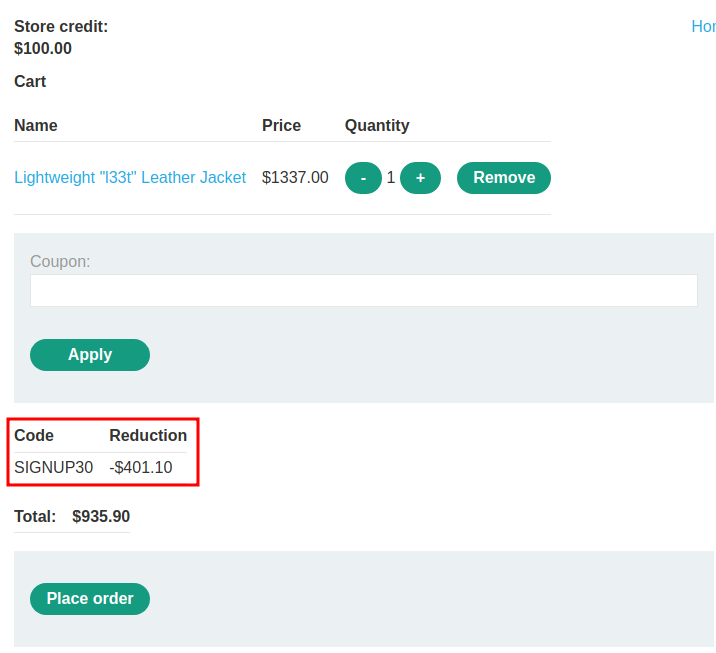 Store credit:
$100.00
Cart
Name Price Quantity
Lightweight "l33t" Leather Jacket $1337.00 - 1 + Remove
Coupon:
Apply
Code Reduction
SIGNUP30 -$401.10
Total: $935.90
Place order